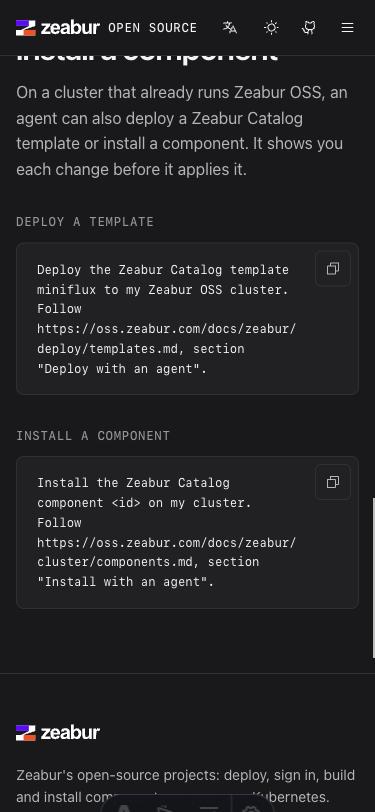 zeabur OPEN SOURCE
install a component
On a cluster that already runs Zeabur OSS, an
agent can also deploy a Zeabur Catalog
template or install a component. It shows you
each change before it applies it.
DEPLOY A TEMPLATE
Deploy the Zeabur Catalog template
miniflux to my Zeabur OSS cluster.
Follow
https://oss.zeabur.com/docs/zeabur/
deploy/templates.md, section
"Deploy with an agent".
INSTALL A COMPONENT
Install the Zeabur Catalog
component <id> on my cluster.
Follow
https://oss.zeabur.com/docs/zeabur/
cluster/components.md, section
"Install with an agent".
zeabur
Zeabur's open-source projects: deploy, sign in, build
and install Kubernetes.